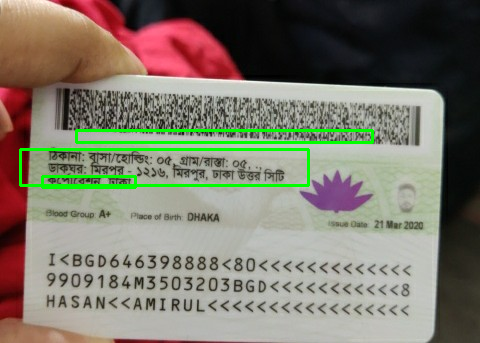 ঠিকানা: বাসা/হোল্ডিং: ০৫, গ্রাম/রাস্তা: ০৫, ..
ডাকঘর: মিরপুর - ১২১৬, মিরপুর, ঢাকা উত্তর সিটি
কর্পোরেশন, ঢাকা
Blood Group: A+ Place of Birth: DHAKA Issue Date: 21 Mar 2020
I<BGD646398888<80<<<<<<<<<<<<<
9909184M3503203BGD<<<<<<<<<<<8
HASAN<<AMIRUL<<<<<<<<<<<<<<<<<